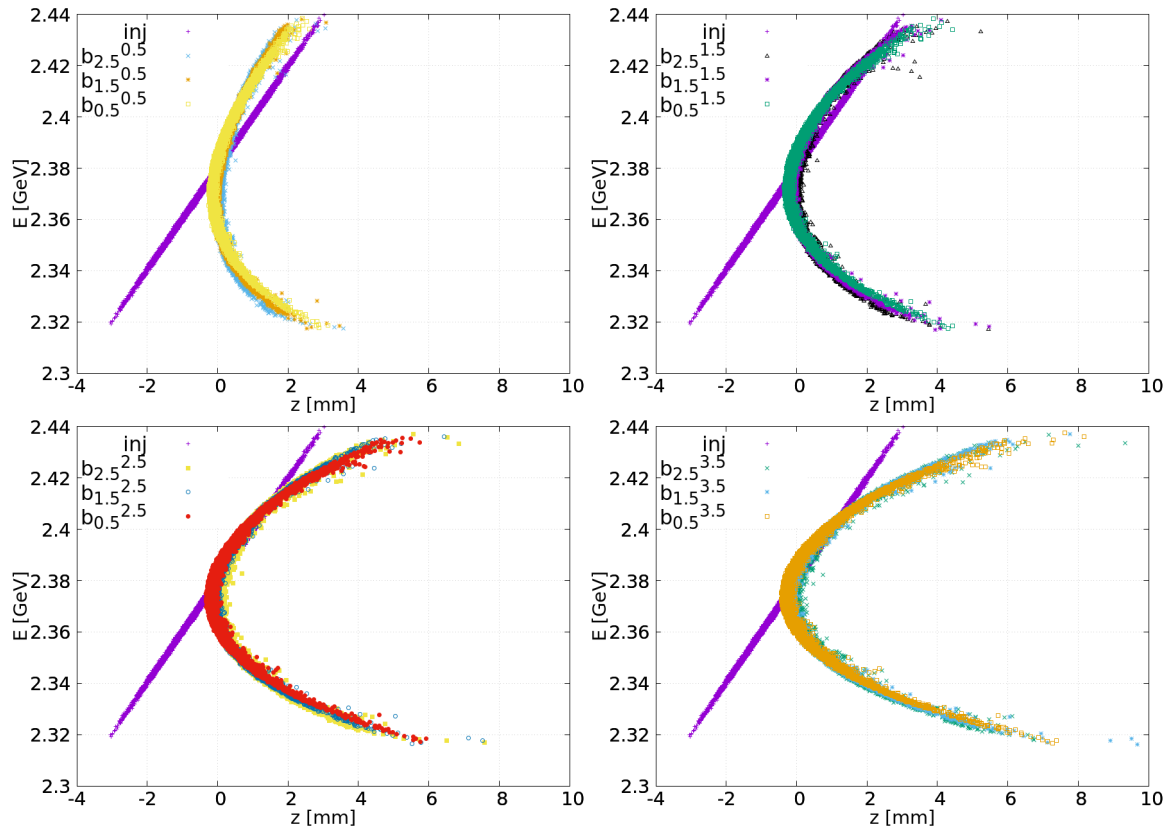 2.44
2.42
2.4
2.38
2.36
2.34
2.32
2.3
E [GeV]
inj
b2.5^0.5
b1.5^0.5
b0.5^0.5
-4 -2 0 2 4 6 8 10
z [mm]
2.44
2.42
2.4
2.38
2.36
2.34
2.32
2.3
E [GeV]
inj
b2.5^1.5
b1.5^1.5
b0.5^1.5
-4 -2 0 2 4 6 8 10
z [mm]
2.44
2.42
2.4
2.38
2.36
2.34
2.32
2.3
E [GeV]
inj
b2.5^2.5
b1.5^2.5
b0.5^2.5
-4 -2 0 2 4 6 8 10
z [mm]
2.44
2.42
2.4
2.38
2.36
2.34
2.32
2.3
E [GeV]
inj
b2.5^3.5
b1.5^3.5
b0.5^3.5
-4 -2 0 2 4 6 8 10
z [mm]